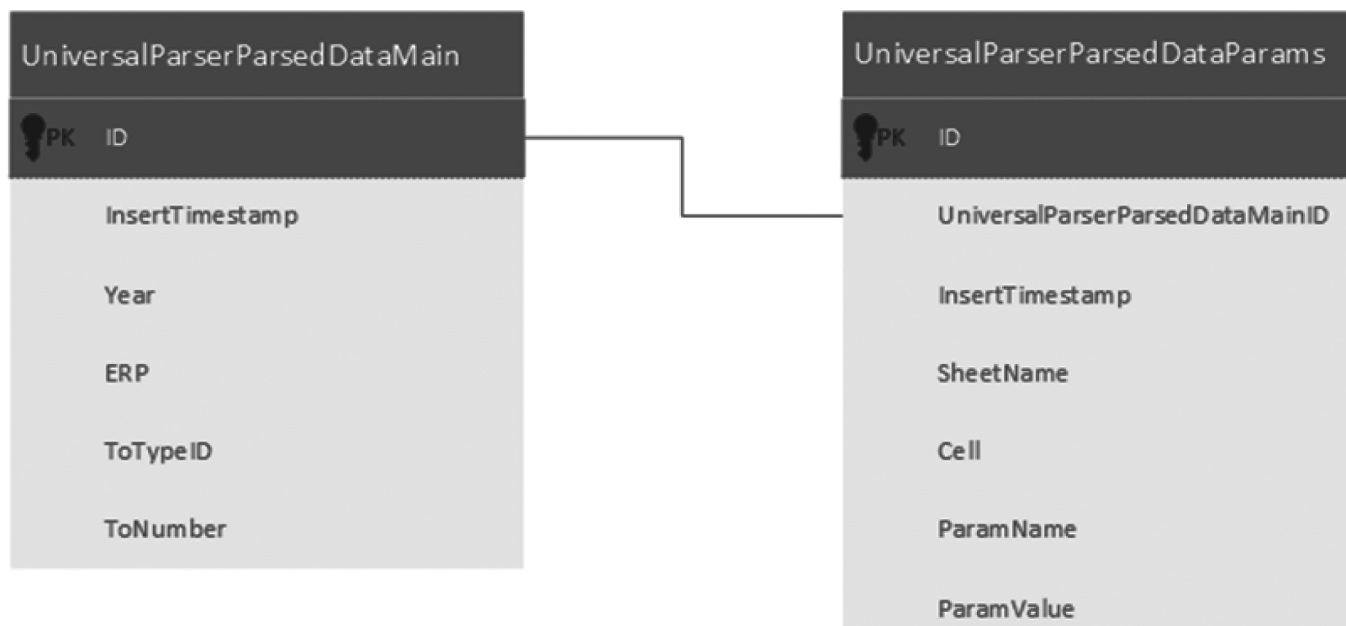 UniversalParserParsedDataMain
PK ID
InsertTimestamp
Year
ERP
ToTypeID
ToNumber
UniversalParserParsedDataParams
PK ID
UniversalParserParsedDataMainID
InsertTimestamp
SheetName
Cell
ParamName
ParamValue